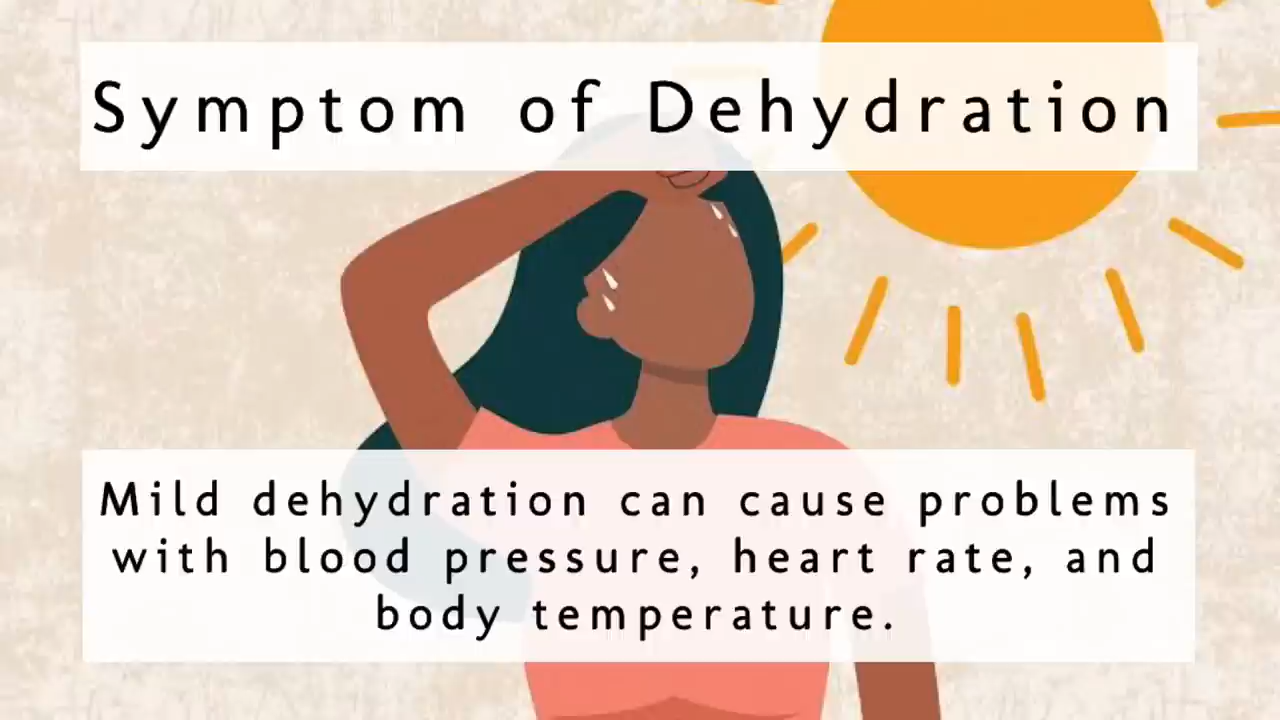 Symptom of Dehydration
Mild dehydration can cause problems
with blood pressure, heart rate, and
body temperature.